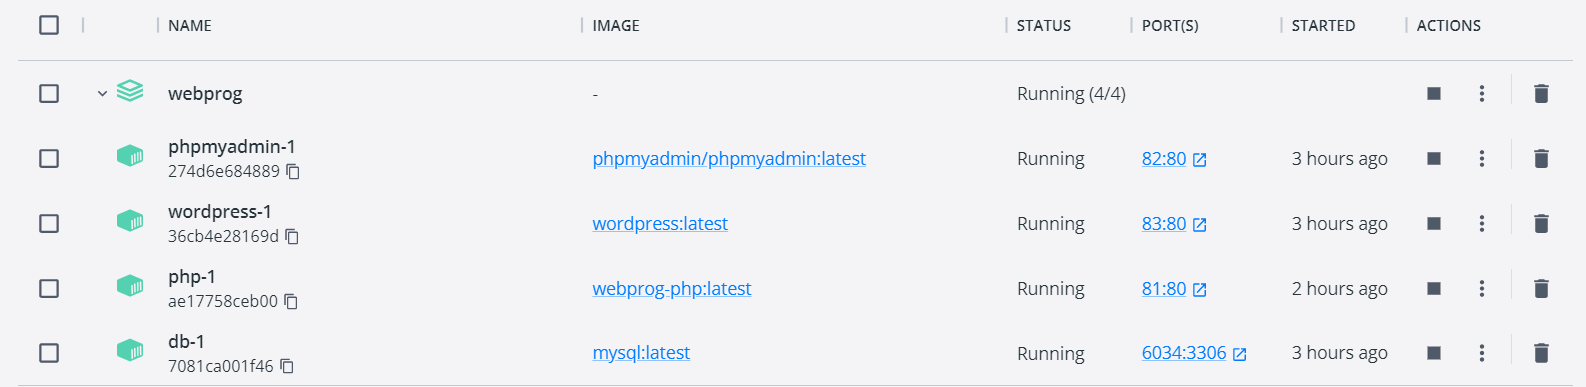 NAME IMAGE STATUS PORT(S) STARTED ACTIONS
webprog - Running (4/4)
phpmyadmin-1
274d6e684889
phpmyadmin/phpmyadmin:latest Running 82:80 3 hours ago
wordpress-1
36cb4e28169d
wordpress:latest Running 83:80 3 hours ago
php-1
ae17758ceb00
webprog-php:latest Running 81:80 2 hours ago
db-1
7081ca001f46
mysql:latest Running 6034:3306 3 hours ago